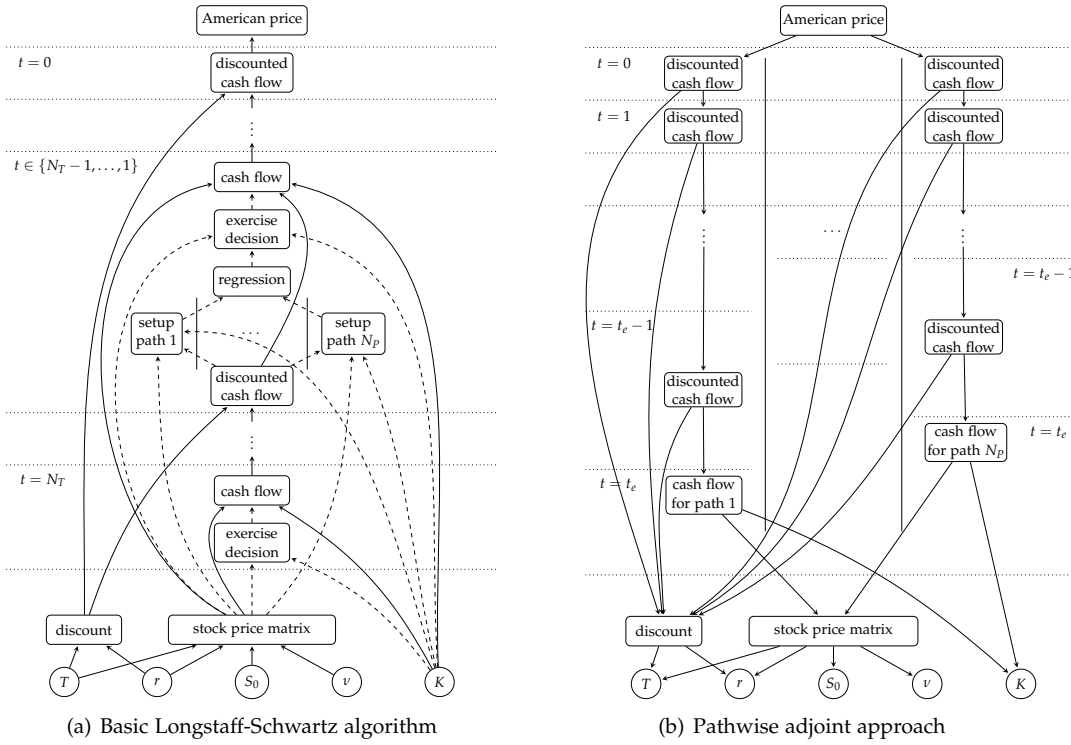 American price
t = 0
discounted
cash flow
⋮
t ∈ {N_T − 1, . . . , 1}
cash flow
exercise
decision
regression
setup
path 1
. . .
setup
path N_P
discounted
cash flow
⋮
t = N_T
cash flow
exercise
decision
discount
stock price matrix
T
r
S_0
ν
K
(a) Basic Longstaff-Schwartz algorithm
American price
t = 0
discounted
cash flow
discounted
cash flow
t = 1
discounted
cash flow
discounted
cash flow
⋮
. . .
⋮
t = t_e − 1
t = t_e − 1
discounted
cash flow
discounted
cash flow
t = t_e
cash flow
for path N_P
t = t_e
cash flow
for path 1
discount
stock price matrix
T
r
S_0
ν
K
(b) Pathwise adjoint approach